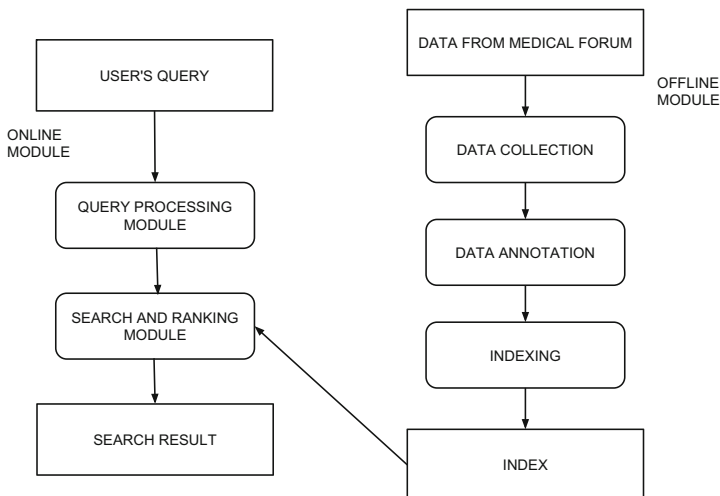 USER'S QUERY
ONLINE
MODULE
QUERY PROCESSING
MODULE
SEARCH AND RANKING
MODULE
SEARCH RESULT
DATA FROM MEDICAL FORUM
OFFLINE
MODULE
DATA COLLECTION
DATA ANNOTATION
INDEXING
INDEX